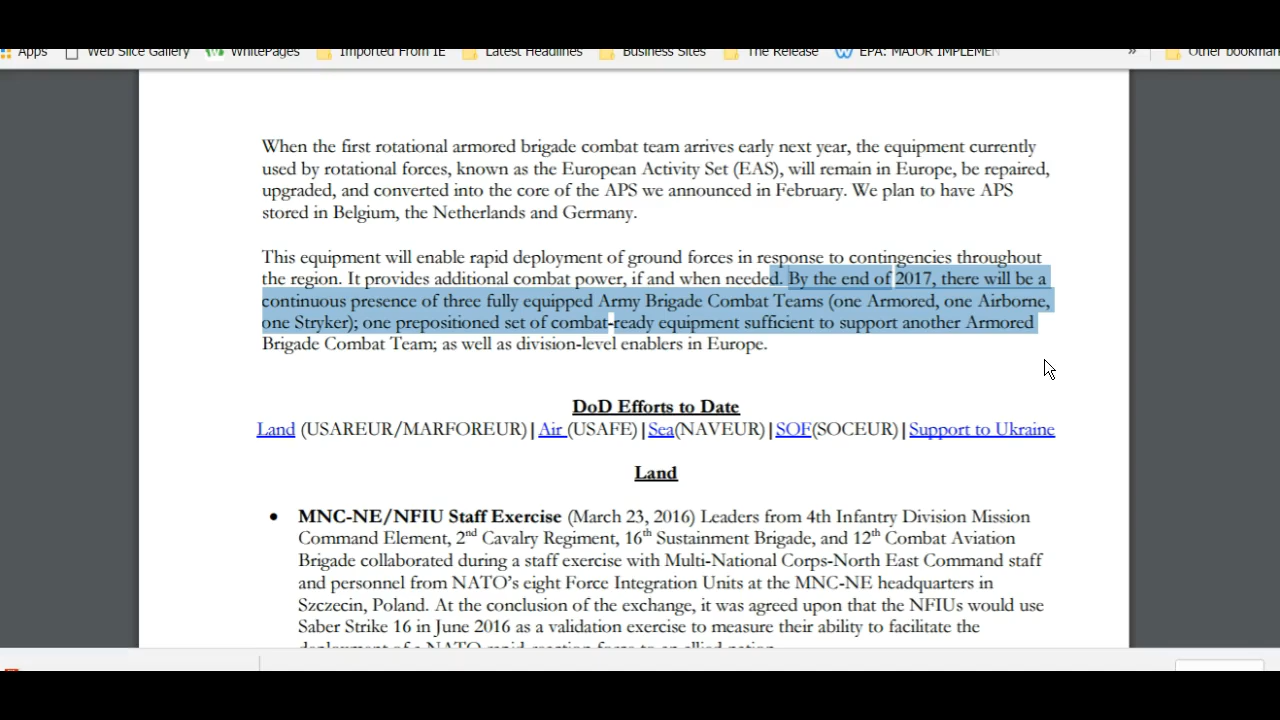 Apps Web Slice Gallery WhitePages Imported From IE Latest Headlines Business Sites The Release EPA: MAJOR IMPLEMEN » Other bookmar
When the first rotational armored brigade combat team arrives early next year, the equipment currently
used by rotational forces, known as the European Activity Set (EAS), will remain in Europe, be repaired,
upgraded, and converted into the core of the APS we announced in February. We plan to have APS
stored in Belgium, the Netherlands and Germany.
This equipment will enable rapid deployment of ground forces in response to contingencies throughout
the region. It provides additional combat power, if and when needed. By the end of 2017, there will be a
continuous presence of three fully equipped Army Brigade Combat Teams (one Armored, one Airborne,
one Stryker); one prepositioned set of combat-ready equipment sufficient to support another Armored
Brigade Combat Team; as well as division-level enablers in Europe.
DoD Efforts to Date
Land (USAREUR/MARFOREUR)|Air (USAFE)|Sea(NAVEUR)|SOF(SOCEUR)|Support to Ukraine
Land
• MNC-NE/NFIU Staff Exercise (March 23, 2016) Leaders from 4th Infantry Division Mission
Command Element, 2nd Cavalry Regiment, 16th Sustainment Brigade, and 12th Combat Aviation
Brigade collaborated during a staff exercise with Multi-National Corps-North East Command staff
and personnel from NATO's eight Force Integration Units at the MNC-NE headquarters in
Szczecin, Poland. At the conclusion of the exchange, it was agreed upon that the NFIUs would use
Saber Strike 16 in June 2016 as a validation exercise to measure their ability to facilitate the
deployment of a NATO rapid-reaction force to an allied nation.